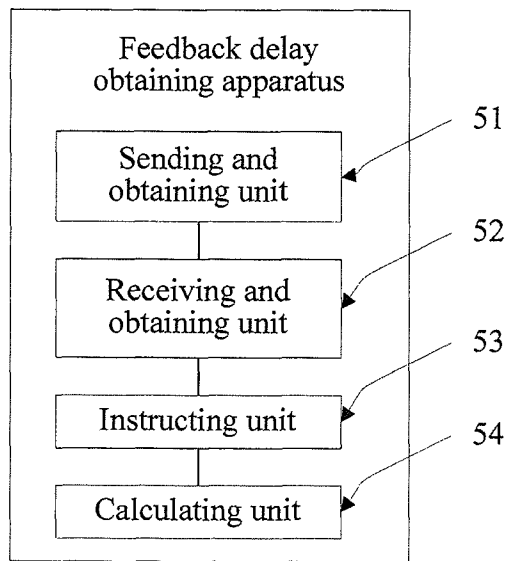 Feedback delay
obtaining apparatus
51
Sending and
obtaining unit
52
Receiving and
obtaining unit
53
Instructing unit
54
Calculating unit